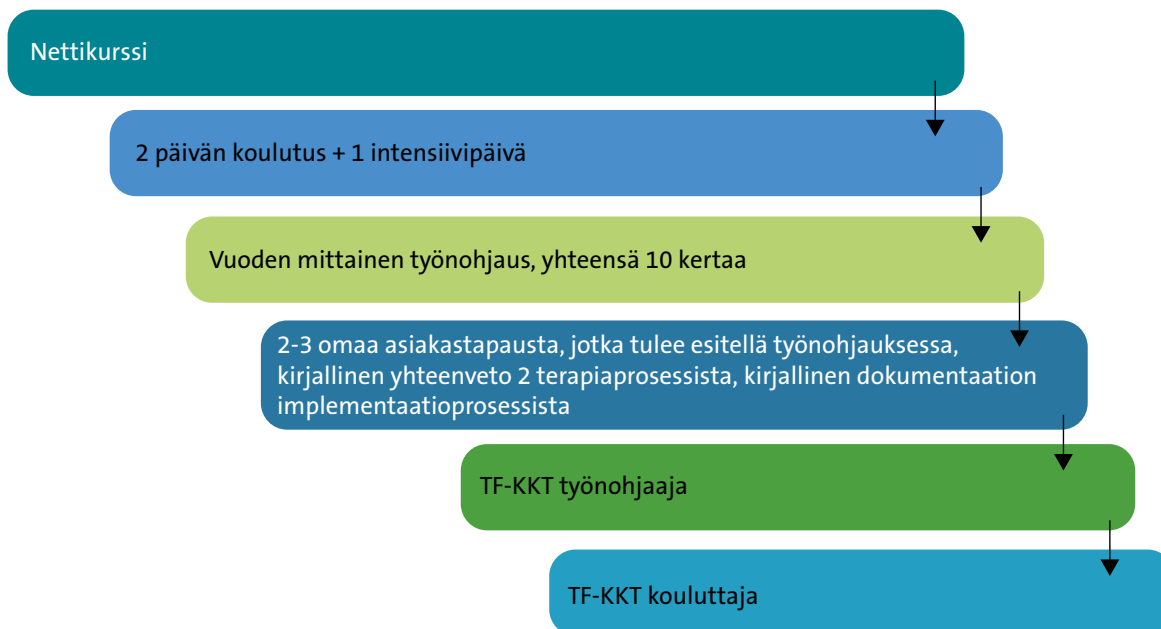 Nettikurssi
2 päivän koulutus + 1 intensiivipäivä
Vuoden mittainen työnohjaus, yhteensä 10 kertaa
2-3 omaa asiakastapausta, jotka tulee esitellä työnohjauksessa,
kirjallinen yhteenveto 2 terapiaprosessista, kirjallinen dokumentaation
implementaatioprosessista
TF-KKT työnohjaaja
TF-KKT kouluttaja